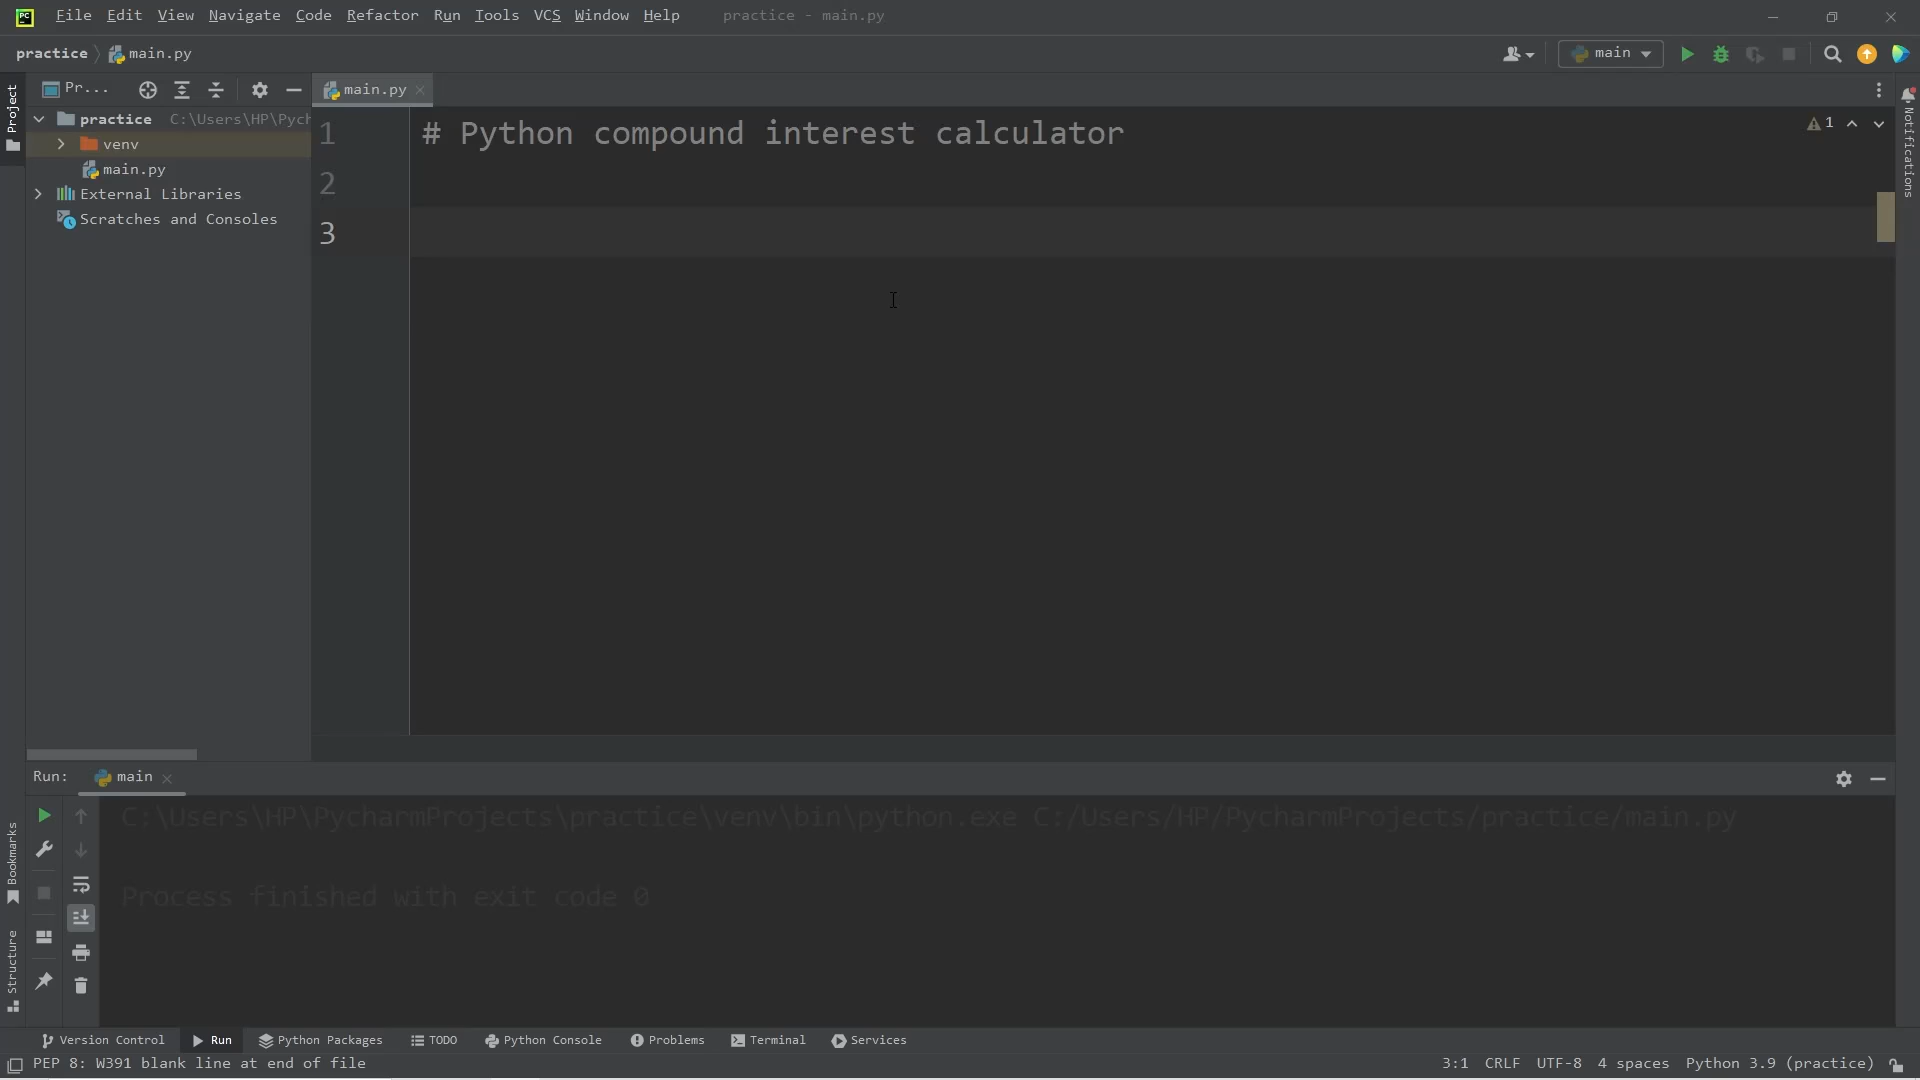 PC
File Edit View Navigate Code Refactor Run Tools VCS Window Help practice - main.py
practice main.py main
Project Pr... main.py
practice C:\Users\HP\Pych
venv
main.py
External Libraries
Scratches and Consoles
1 # Python compound interest calculator
2
3
1
Notifications
Run: main
C:\Users\HP\PycharmProjects\practice\venv\bin\python.exe C:/Users/HP/PycharmProjects/practice/main.py
Process finished with exit code 0
Bookmarks
Structure
Version Control Run Python Packages TODO Python Console Problems Terminal Services
PEP 8: W391 blank line at end of file 3:1 CRLF UTF-8 4 spaces Python 3.9 (practice)